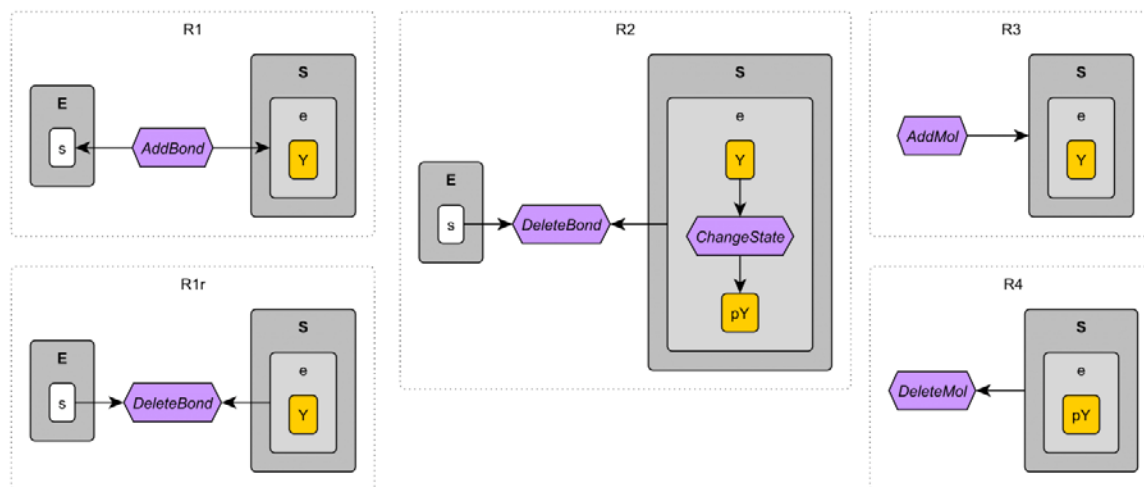 R1
E
s
AddBond
S
e
Y
R2
E
s
DeleteBond
S
e
Y
ChangeState
pY
R3
AddMol
S
e
Y
R1r
E
s
DeleteBond
S
e
Y
R4
DeleteMol
S
e
pY